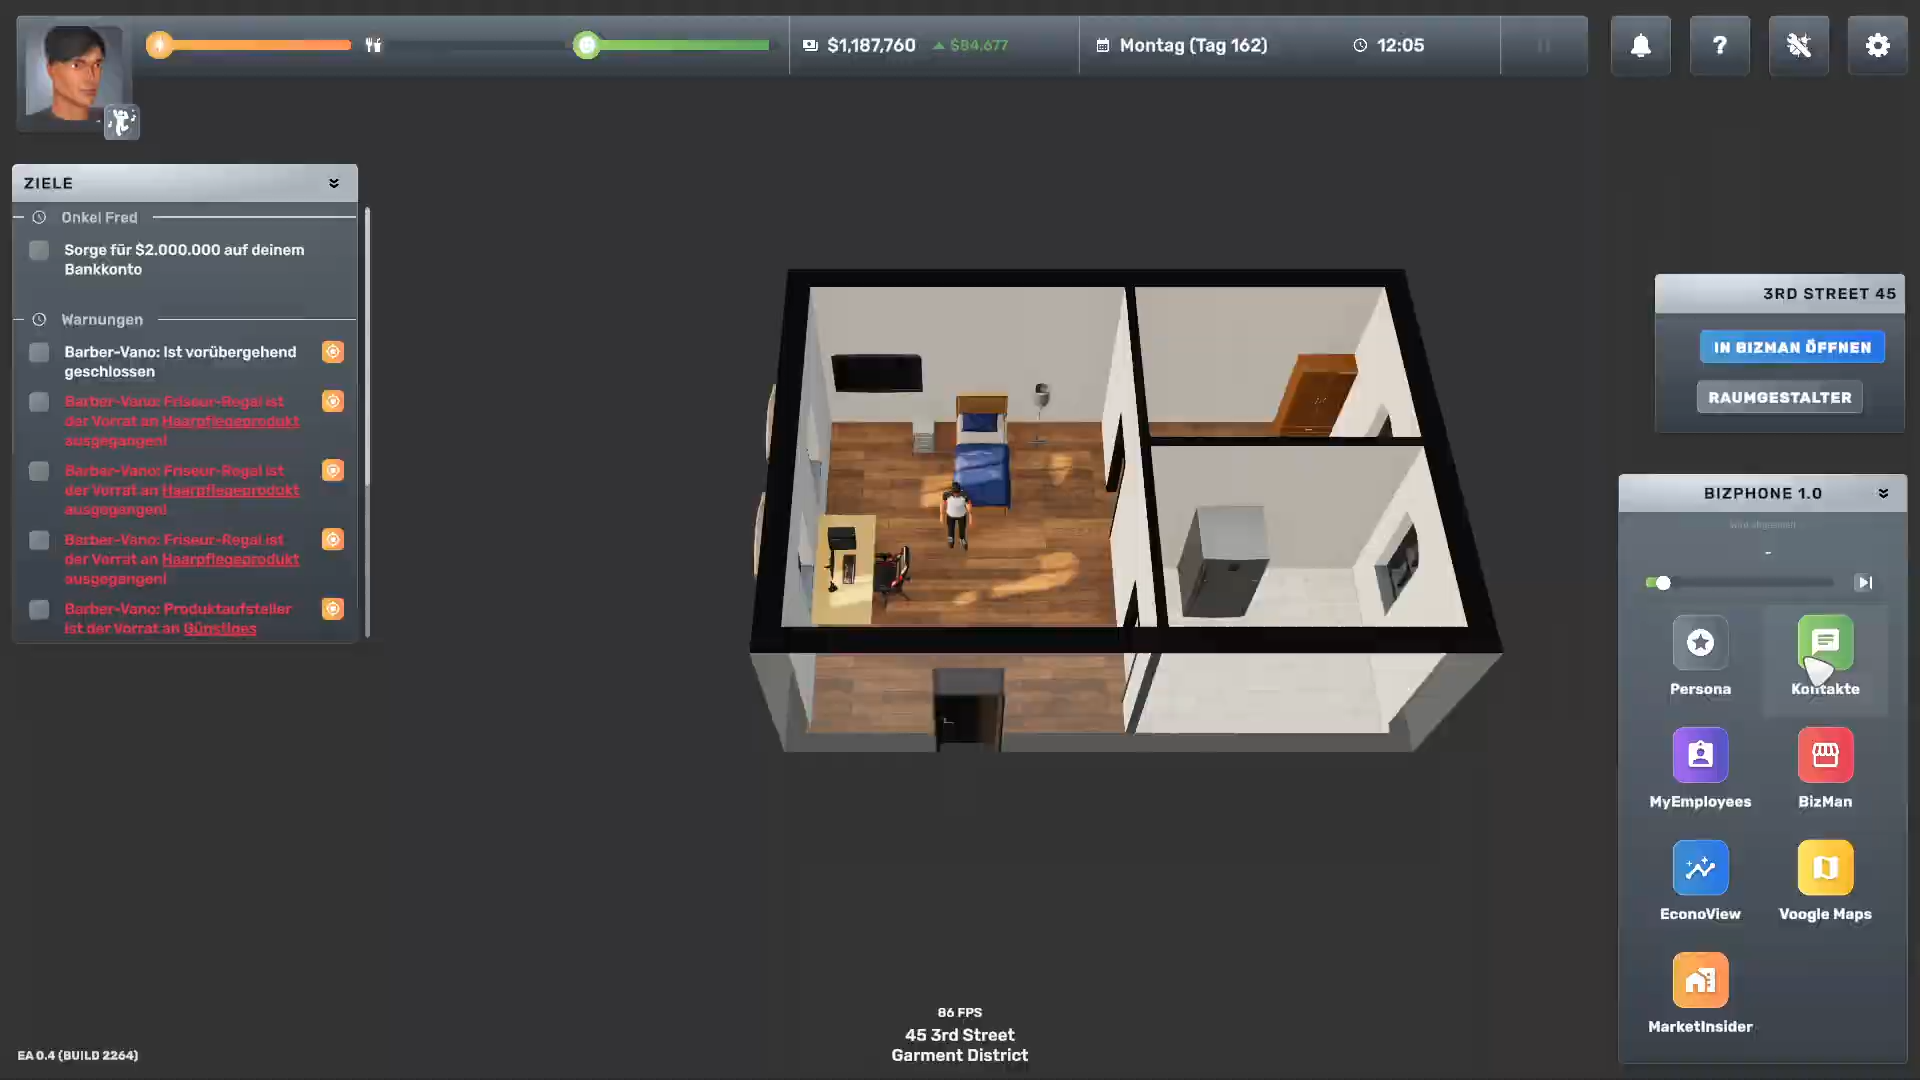 $1,187,760
$84,677
Montag (Tag 162)
12:05
?
ZIELE
Onkel Fred
Sorge für $2.000.000 auf deinem
Bankkonto
Warnungen
Barber-Vano: Ist vorübergehend
geschlossen
Barber-Vano: Friseur-Regal ist
der Vorrat an Haarpflegeprodukt
ausgegangen!
Barber-Vano: Friseur-Regal ist
der Vorrat an Haarpflegeprodukt
ausgegangen!
Barber-Vano: Friseur-Regal ist
der Vorrat an Haarpflegeprodukt
ausgegangen!
Barber-Vano: Produktaufsteller
ist der Vorrat an Günstiges
3RD STREET 45
IN BIZMAN ÖFFNEN
RAUMGESTALTER
BIZPHONE 1.0
-
Persona
Kontakte
MyEmployees
BizMan
EconoView
Voogle Maps
MarketInsider
86 FPS
45 3rd Street
Garment District
EA 0.4 (BUILD 2264)